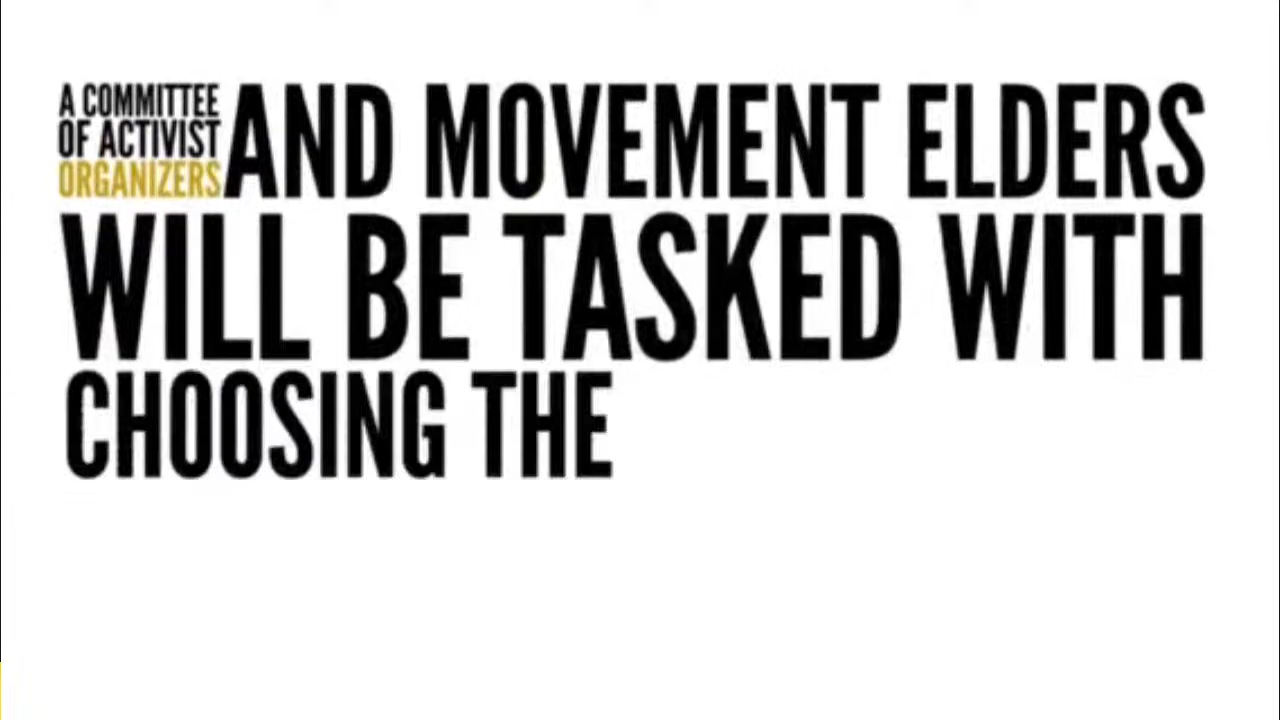 A COMMITTEE
OF ACTIVIST
ORGANIZERS
AND MOVEMENT ELDERS
WILL BE TASKED WITH
CHOOSING THE